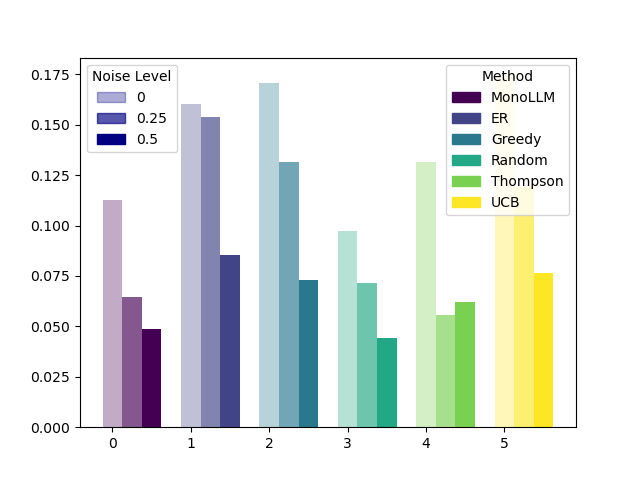 0.175
0.150
0.125
0.100
0.075
0.050
0.025
0.000
0 1 2 3 4 5
Noise Level
0
0.25
0.5
Method
MonoLLM
ER
Greedy
Random
Thompson
UCB